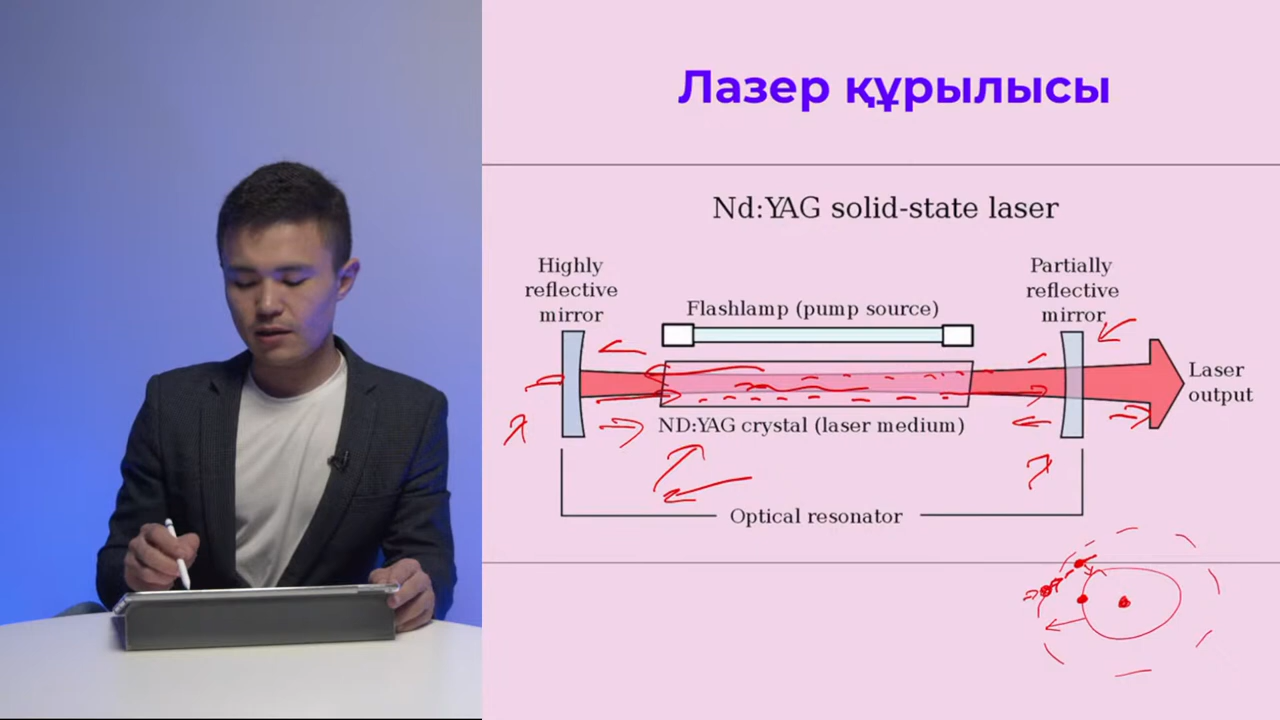 Лазер құрылысы
Nd:YAG solid-state laser
Highly
reflective
mirror
Partially
reflective
mirror
Flashlamp (pump source)
Laser
output
ND:YAG crystal (laser medium)
Optical resonator